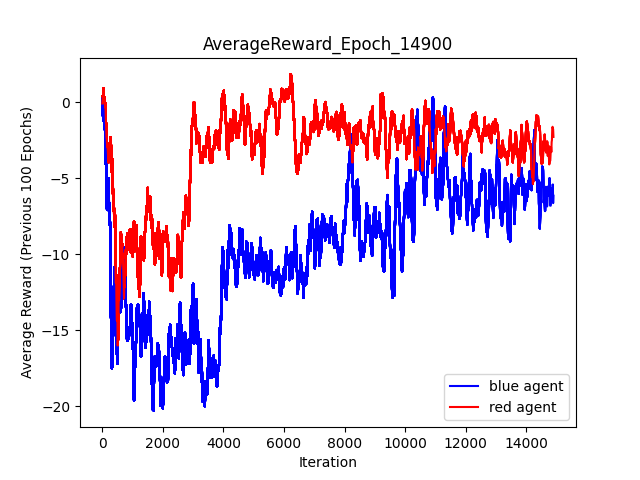 AverageReward_Epoch_14900
Average Reward (Previous 100 Epochs)
0
−5
−10
−15
−20
0
2000
4000
6000
8000
10000
12000
14000
Iteration
blue agent
red agent